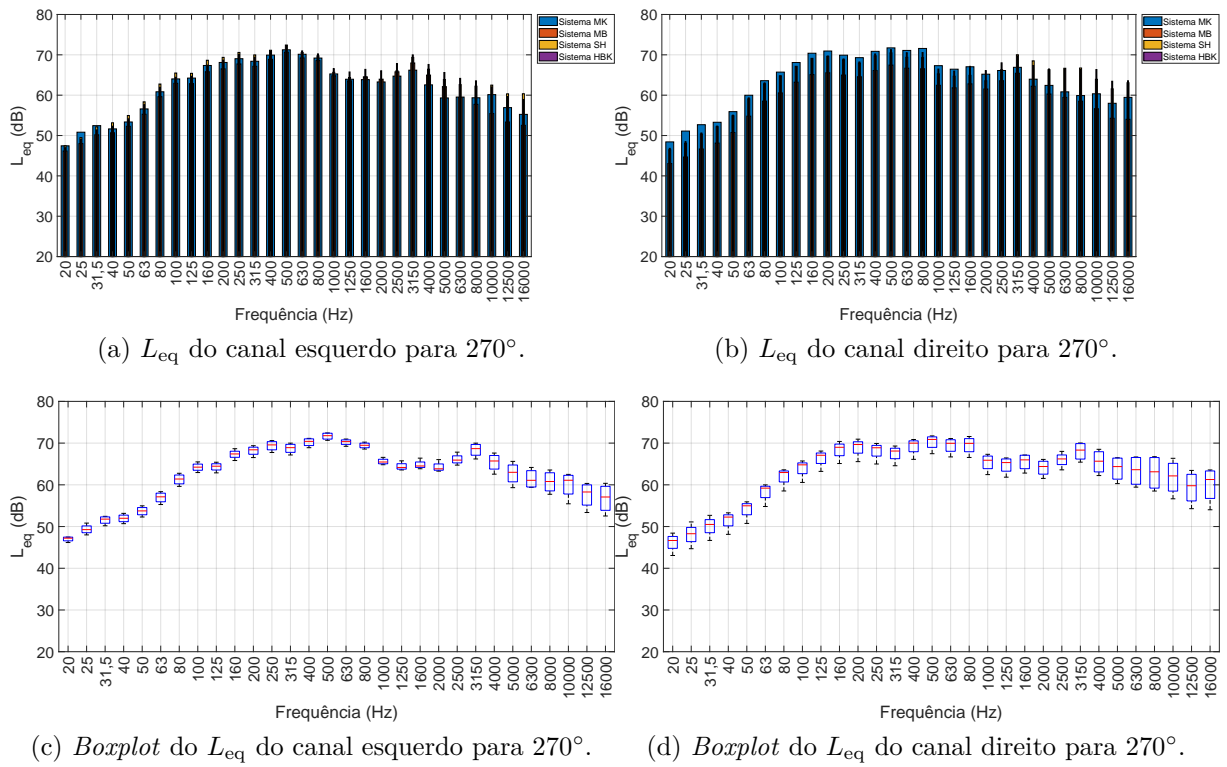 80
70
60
50
40
30
20
L_eq (dB)
20 25 31,5 40 50 63 80 100 125 160 200 250 315 400 500 630 800 1000 1250 1600 2000 2500 3150 4000 5000 6300 8000 10000 12500 16000
Frequência (Hz)
Sistema MK
Sistema MB
Sistema SH
Sistema HBK
(a) L_eq do canal esquerdo para 270°.
80
70
60
50
40
30
20
L_eq (dB)
20 25 31,5 40 50 63 80 100 125 160 200 250 315 400 500 630 800 1000 1250 1600 2000 2500 3150 4000 5000 6300 8000 10000 12500 16000
Frequência (Hz)
Sistema MK
Sistema MB
Sistema SH
Sistema HBK
(b) L_eq do canal direito para 270°.
80
70
60
50
40
30
20
L_eq (dB)
20 25 31,5 40 50 63 80 100 125 160 200 250 315 400 500 630 800 1000 1250 1600 2000 2500 3150 4000 5000 6300 8000 10000 12500 16000
Frequência (Hz)
(c) Boxplot do L_eq do canal esquerdo para 270°.
80
70
60
50
40
30
20
L_eq (dB)
20 25 31,5 40 50 63 80 100 125 160 200 250 315 400 500 630 800 1000 1250 1600 2000 2500 3150 4000 5000 6300 8000 10000 12500 16000
Frequência (Hz)
(d) Boxplot do L_eq do canal direito para 270°.